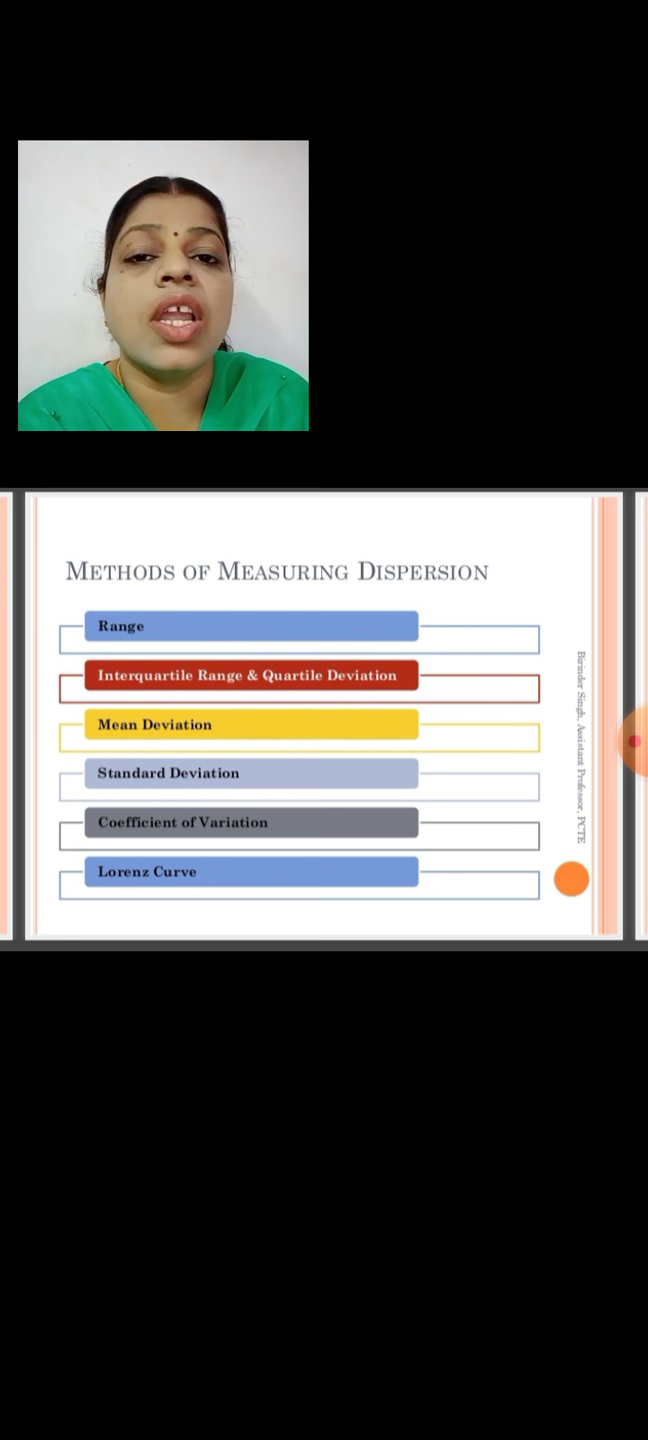 METHODS OF MEASURING DISPERSION
Range
Interquartile Range & Quartile Deviation
Mean Deviation
Standard Deviation
Coefficient of Variation
Lorenz Curve
Birinder Singh, Assistant Professor, PCTE